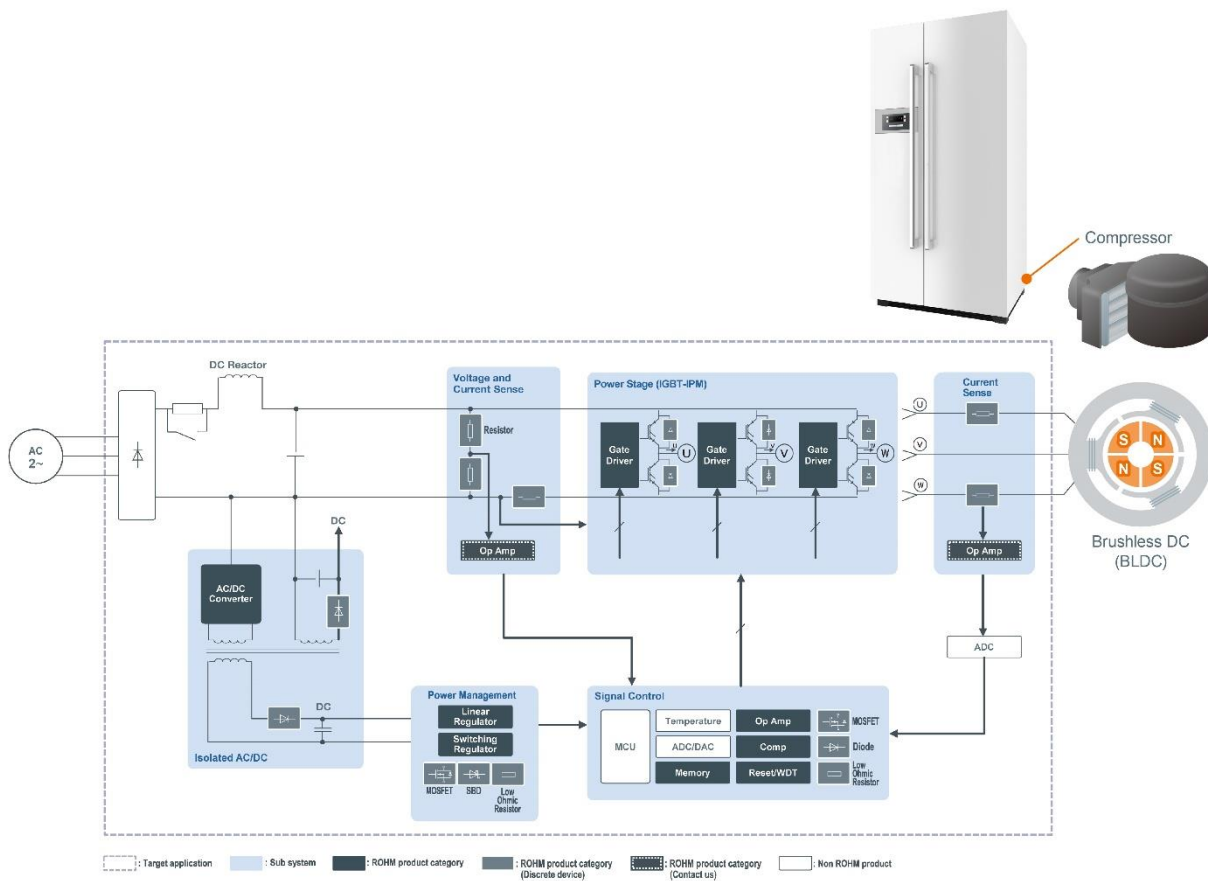 Compressor
DC Reactor
AC
2~
Voltage and
Current Sense
Resistor
Op Amp
Power Stage (IGBT-IPM)
Gate
Driver
U
U
Gate
Driver
V
V
Gate
Driver
W
Current
Sense
U
V
W
Op Amp
S N
N S
Brushless DC
(BLDC)
DC
AC/DC
Converter
DC
Isolated AC/DC
ADC
Power Management
Linear
Regulator
Switching
Regulator
MOSFET
SBD
Low
Ohmic
Resistor
Signal Control
MCU
Temperature
ADC/DAC
Memory
Op Amp
Comp
Reset/WDT
MOSFET
Diode
Low
Ohmic
Resistor
: Target application
: Sub system
: ROHM product category
: ROHM product category
(Discrete device)
: ROHM product category
(Contact us)
: Non ROHM product